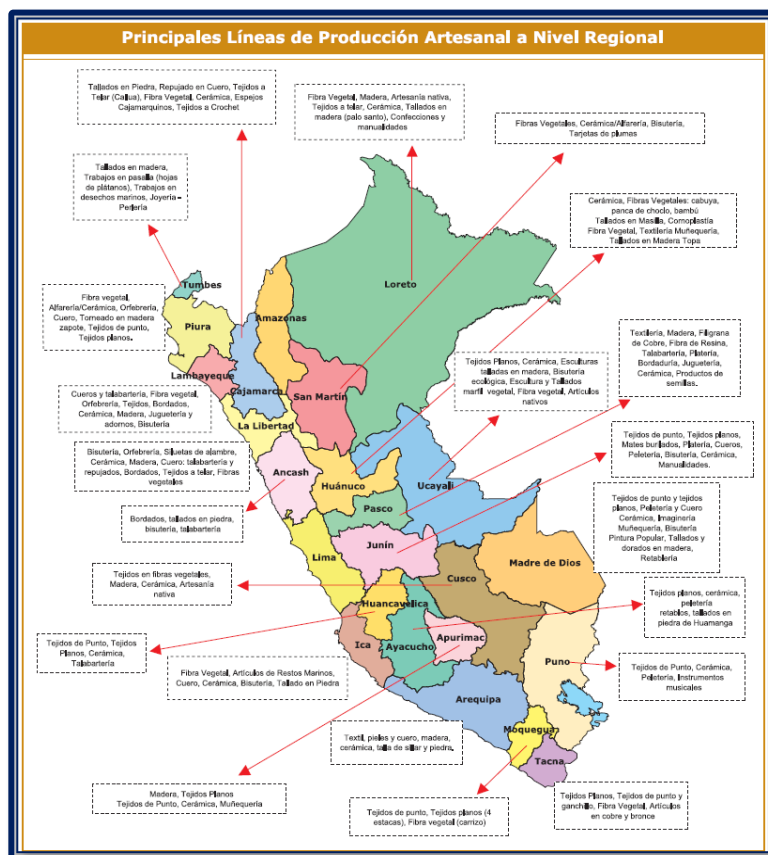 Principales Líneas de Producción Artesanal a Nivel Regional
Tallados en Piedra, Repujado en Cuero, Tejidos a
Telar (Callua), Fibra Vegetal, Cerámica, Espejos
Cajamarquinos, Tejidos a Crochet
Fibra Vegetal, Madera, Artesanía nativa,
Tejidos a telar, Cerámica, Tallados en
madera (palo santo), Confecciones y
manualidades
Fibras Vegetales, Cerámica/Alfarería, Bisutería,
Tarjetas de plumas
Tallados en madera,
Trabajos en pasalla (hojas
de plátanos), Trabajos en
desechos marinos, Joyería –
Perlería
Cerámica, Fibras Vegetales: cabuya,
panca de choclo, bambú
Tallados en Masilla, Cornoplastía
Fibra Vegetal, Textilería Muñequería,
Tallados en Madera Topa
Fibra vegetal,
Alfarería/Cerámica, Orfebrería,
Cuero, Torneado en madera
zapote, Tejidos de punto,
Tejidos planos.
Tumbes
Piura
Amazonas
Loreto
Lambayeque
Cajamarca
San Martín
Textilería, Madera, Filigrana
de Cobre, Fibra de Resina,
Talabartería, Platería,
Bordaduría, Juguetería,
Cerámica, Productos de
semillas.
Tejidos Planos, Cerámica, Esculturas
talladas en madera, Bisutería
ecológica, Escultura y Tallados
marfil vegetal, Fibra vegetal, Artículos
nativos
Cueros y talabartería, Fibra vegetal,
Orfebrería, Tejidos, Bordados,
Cerámica, Madera, Juguetería y
adornos, Bisutería
La Libertad
Bisutería, Orfebrería, Siluetas de alambre,
Cerámica, Madera, Cuero: talabartería y
repujados, Bordados, Tejidos a telar, Fibras
vegetales
Tejidos de punto, Tejidos planos,
Mates burilados, Platería, Cueros,
Peletería, Bisutería, Cerámica,
Manualidades.
Ancash
Huánuco
Ucayali
Pasco
Bordados, tallados en piedra,
bisutería, talabartería
Tejidos de punto y tejidos
planos, Peletería y Cuero
Cerámica, Imaginería
Muñequería, Bisutería
Pintura Popular, Tallados y
dorados en madera,
Retablería
Lima
Junín
Madre de Dios
Tejidos en fibras vegetales,
Madera, Cerámica, Artesanía
nativa
Cusco
Huancavelica
Tejidos planos, cerámica,
peletería
retablos, tallados en
piedra de Huamanga
Tejidos de Punto, Tejidos
Planos, Cerámica,
Talabartería
Ica
Ayacucho
Apurimac
Puno
Fibra Vegetal, Artículos de Restos Marinos,
Cuero, Cerámica, Bisutería, Tallado en Piedra
Tejidos de Punto, Cerámica,
Peletería, Instrumentos
musicales
Arequipa
Textil, pieles y cuero, madera,
cerámica, talla de sillar y piedra.
Moquegua
Tacna
Madera, Tejidos Planos
Tejidos de Punto, Cerámica, Muñequería
Tejidos de punto, Tejidos planos (4
estacas), Fibra vegetal (carrizo)
Tejidos Planos, Tejidos de punto y
ganchillo, Fibra Vegetal, Artículos
en cobre y bronce